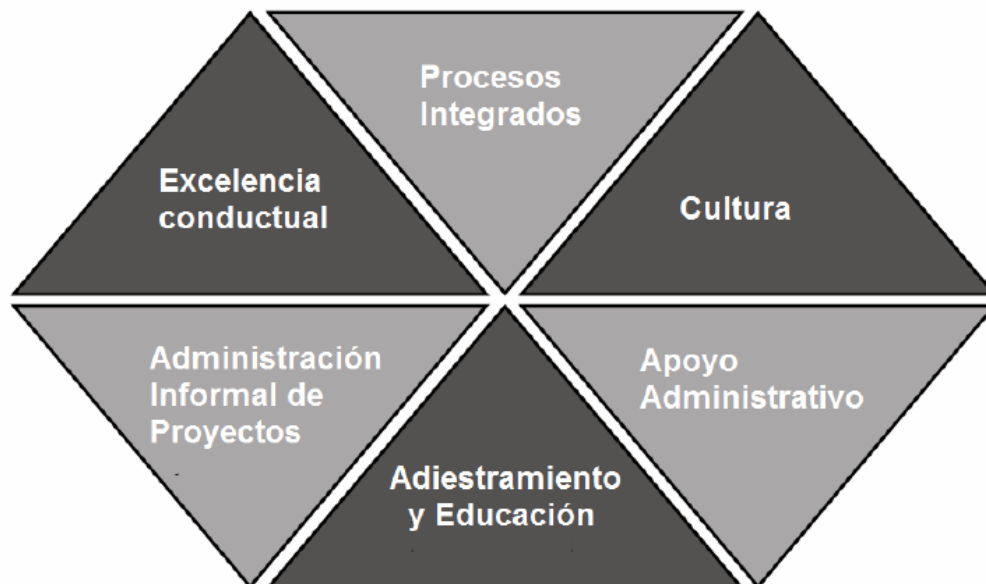 Procesos
Integrados
Excelencia
conductual
Cultura
Administración
Informal de
Proyectos
Apoyo
Administrativo
Adiestramiento
y Educación